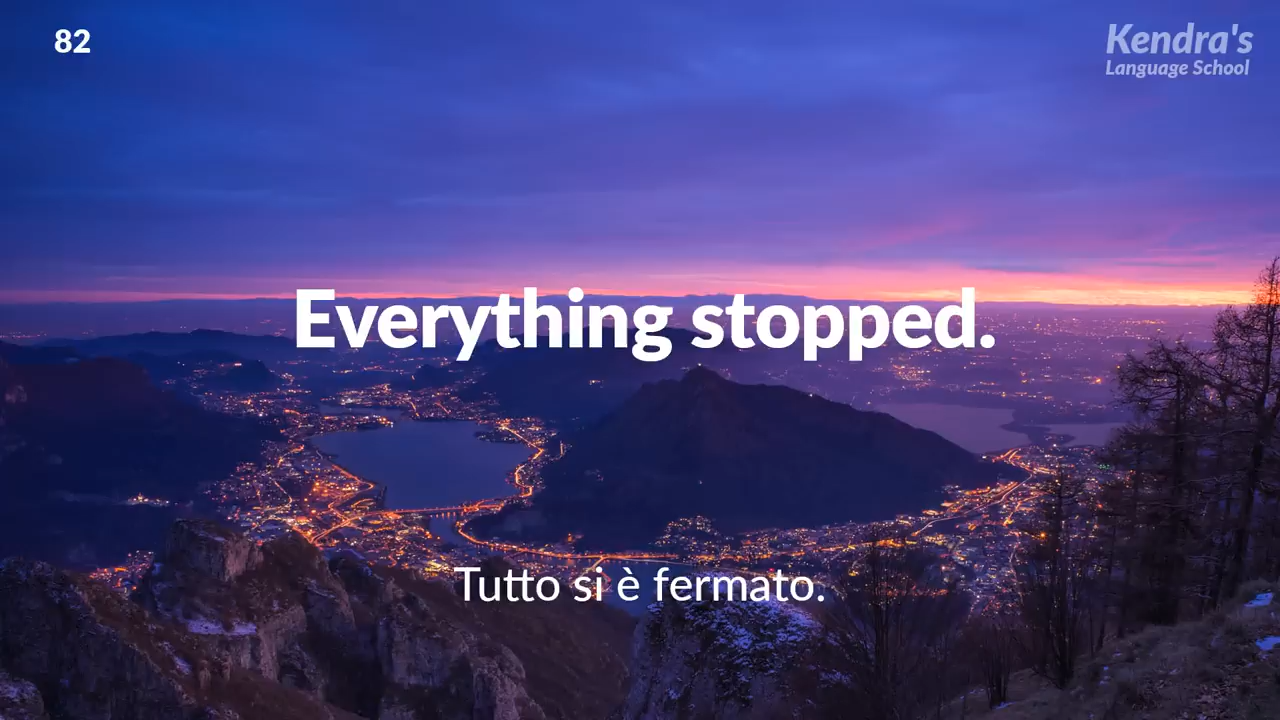 82
Kendra's
Language School
Everything stopped.
Tutto si è fermato.